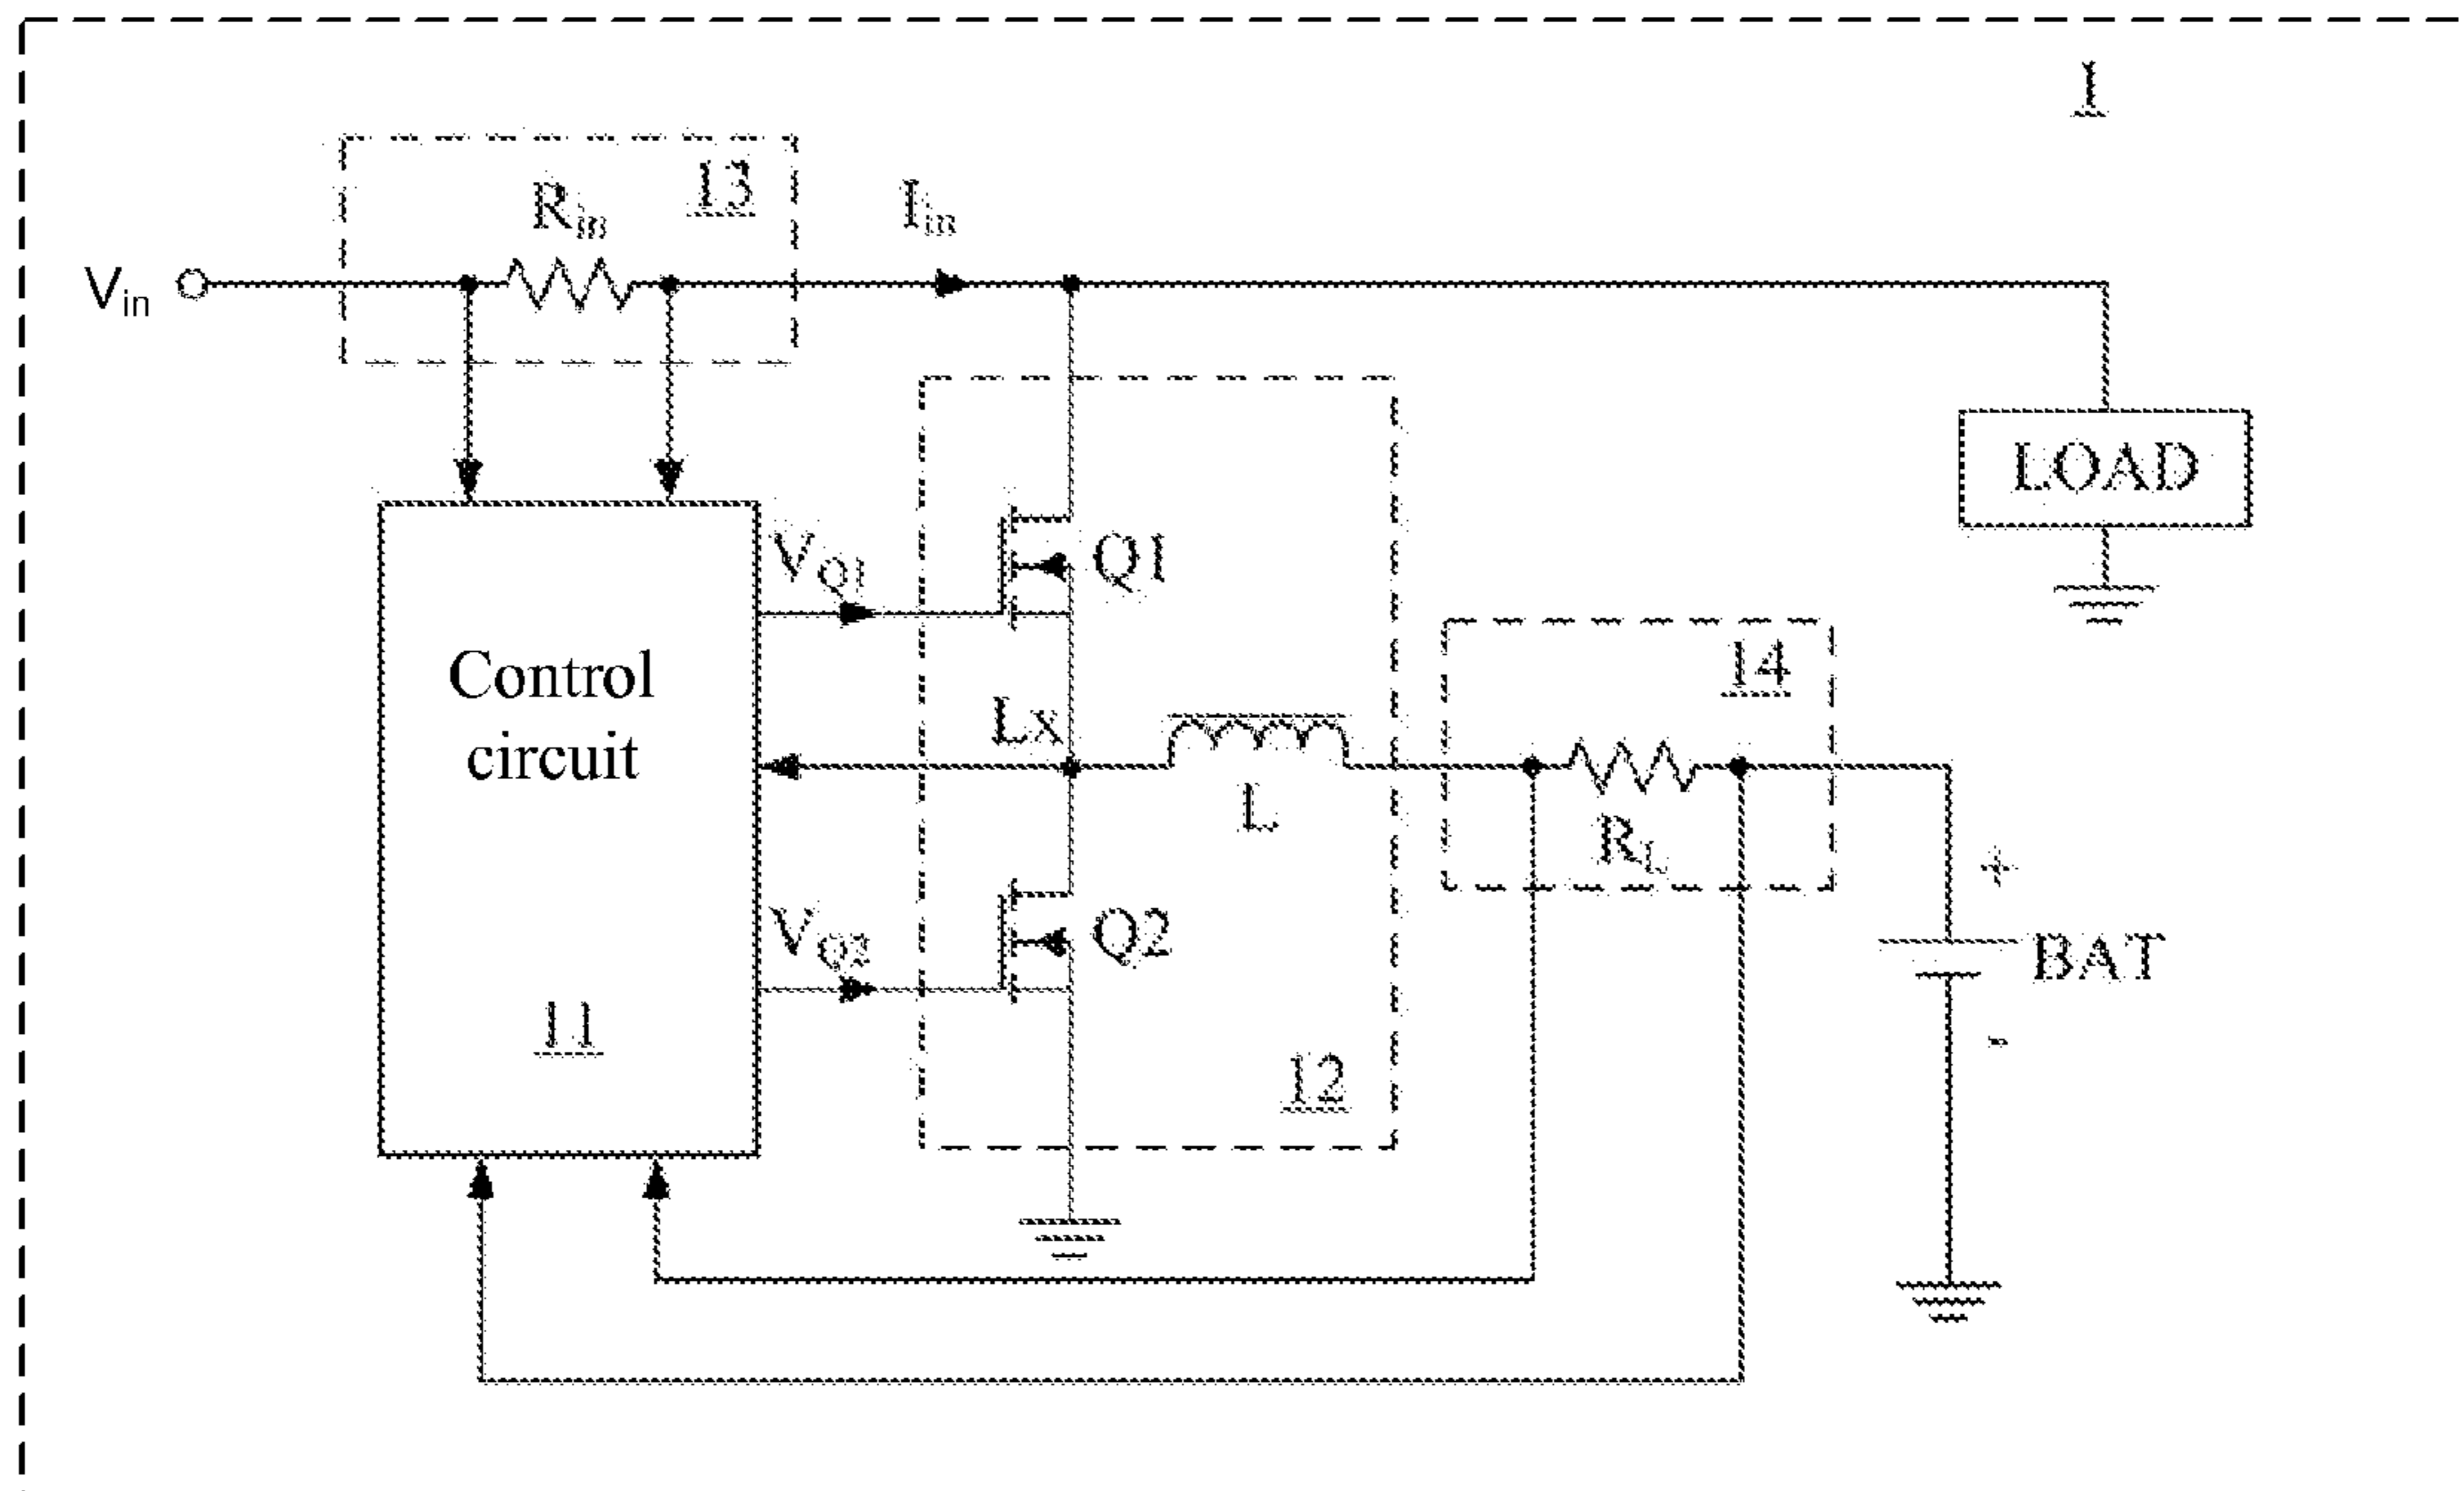 1
13
Rin
Iin
Vin
LOAD
VQ1
Q1
Control
circuit
14
Lx
L
RL
+
VQ2
Q2
BAT
11
-
12